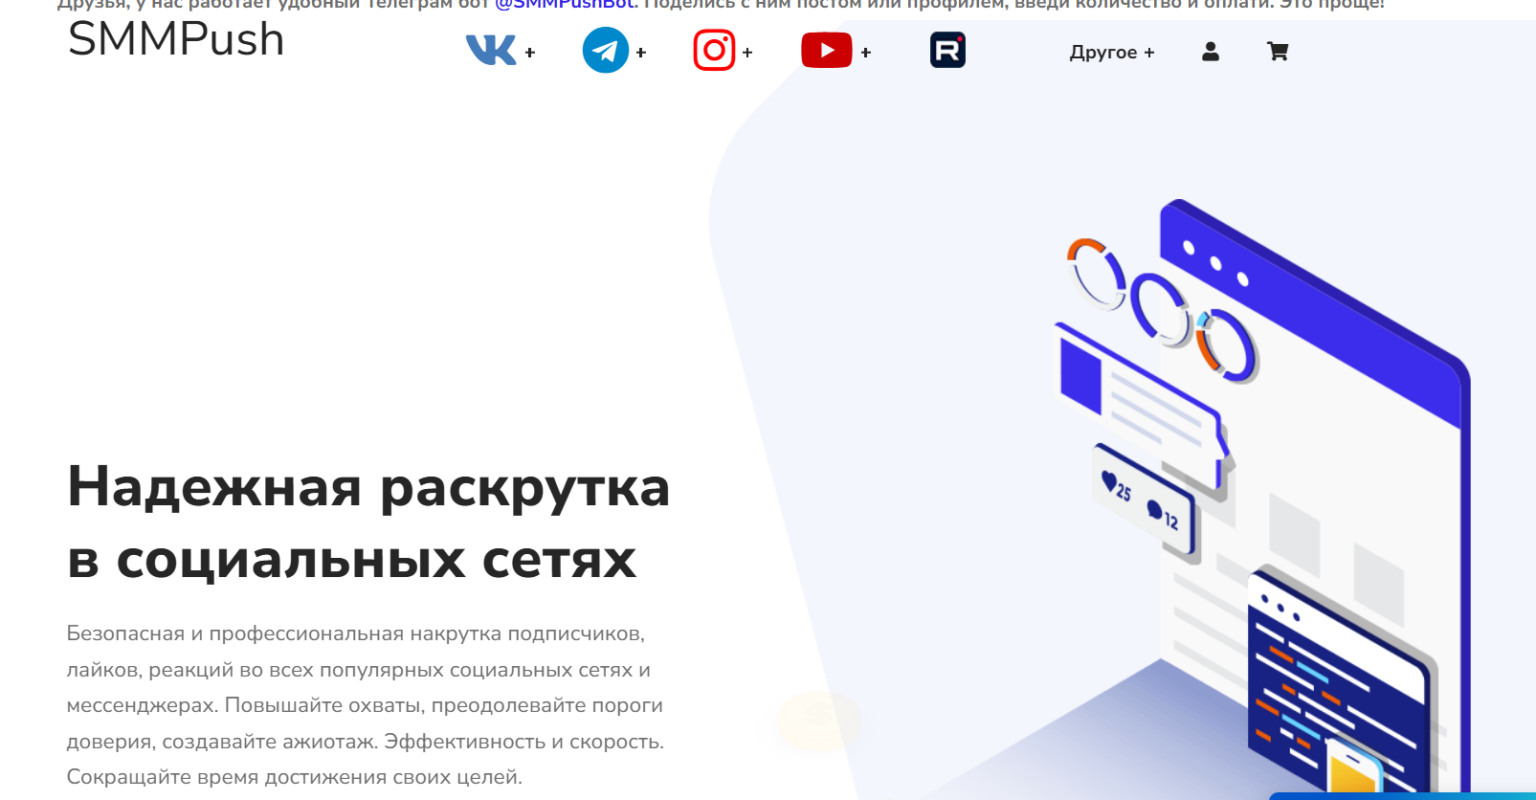 Друзья, у нас работает удобный Телеграм бот @SMMPushBot. Поделись с ним постом или профилем, введи количество и оплати. Это проще!
SMMPush
+ + + + Другое +
25
12
Надежная раскрутка
в социальных сетях
Безопасная и профессиональная накрутка подписчиков,
лайков, реакций во всех популярных социальных сетях и
мессенджерах. Повышайте охваты, преодолевайте пороги
доверия, создавайте ажиотаж. Эффективность и скорость.
Сокращайте время достижения своих целей.